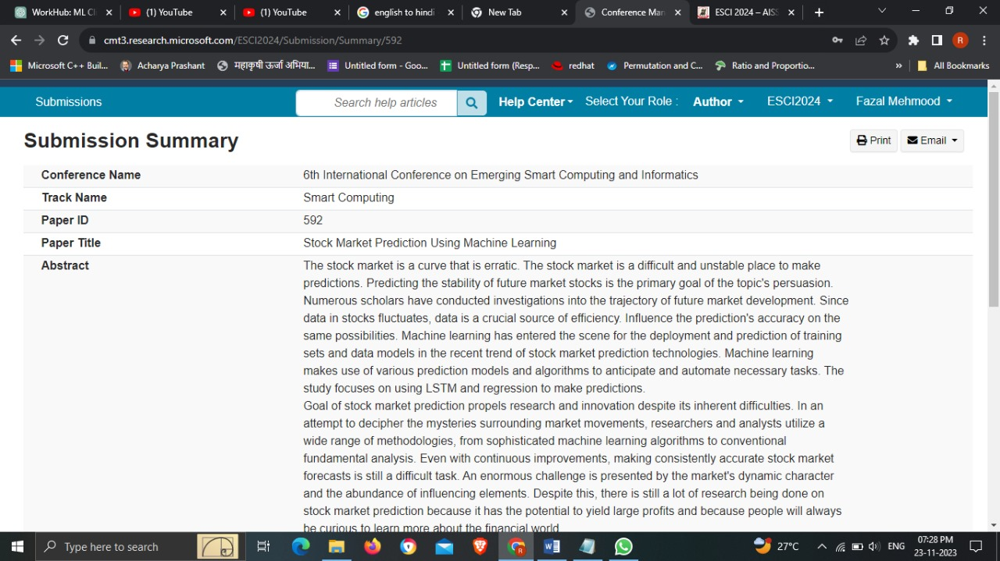 WorkHub: ML Cl
(1) YouTube
(1) YouTube
english to hindi
New Tab
Conference Man
ESCI 2024 – AISS
cmt3.research.microsoft.com/ESCI2024/Submission/Summary/592
R
Microsoft C++ Buil...
Acharya Prashant
महाकृषी ऊर्जा अभिया...
Untitled form - Goo...
Untitled form (Resp...
redhat
Permutation and C...
Ratio and Proportio...
»
All Bookmarks
Submissions
Search help articles
Help Center
Select Your Role :
Author
ESCI2024
Fazal Mehmood
Submission Summary
Print
Email
Conference Name
6th International Conference on Emerging Smart Computing and Informatics
Track Name
Smart Computing
Paper ID
592
Paper Title
Stock Market Prediction Using Machine Learning
Abstract
The stock market is a curve that is erratic. The stock market is a difficult and unstable place to make
predictions. Predicting the stability of future market stocks is the primary goal of the topic's persuasion.
Numerous scholars have conducted investigations into the trajectory of future market development. Since
data in stocks fluctuates, data is a crucial source of efficiency. Influence the prediction's accuracy on the
same possibilities. Machine learning has entered the scene for the deployment and prediction of training
sets and data models in the recent trend of stock market prediction technologies. Machine learning
makes use of various prediction models and algorithms to anticipate and automate necessary tasks. The
study focuses on using LSTM and regression to make predictions.
Goal of stock market prediction propels research and innovation despite its inherent difficulties. In an
attempt to decipher the mysteries surrounding market movements, researchers and analysts utilize a
wide range of methodologies, from sophisticated machine learning algorithms to conventional
fundamental analysis. Even with continuous improvements, making consistently accurate stock market
forecasts is still a difficult task. An enormous challenge is presented by the market's dynamic character
and the abundance of influencing elements. Despite this, there is still a lot of research being done on
stock market prediction because it has the potential to yield large profits and because people will always
be curious to learn more about the financial world
Type here to search
27°C
ENG
07:28 PM
23-11-2023